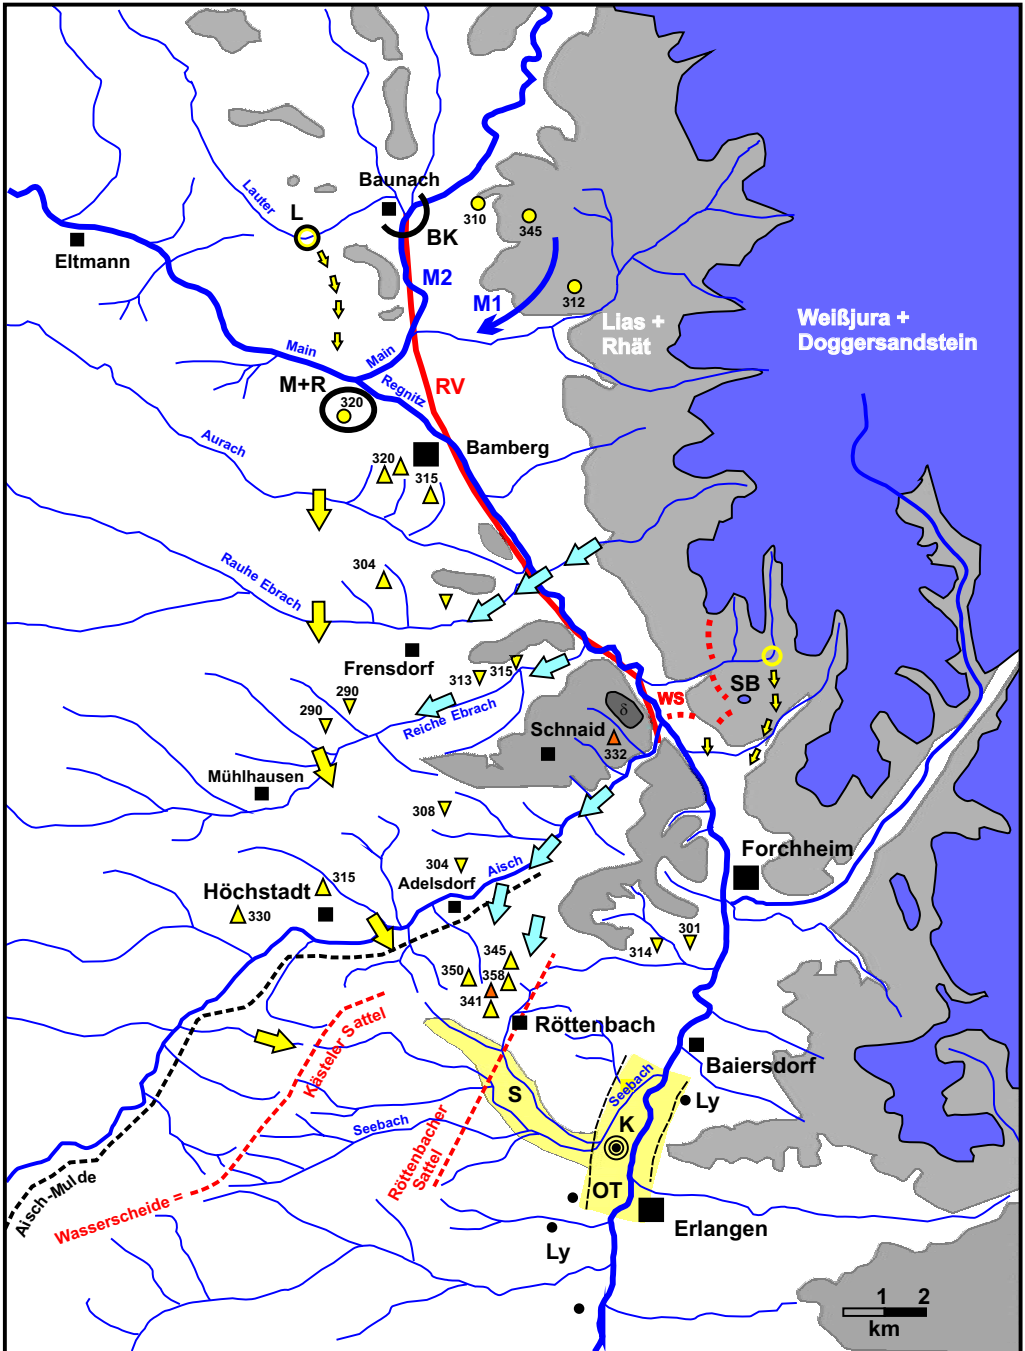 Baunach
Lauter
L
BK
310
345
Eltmann
M2
M1
312
Lias +
Rhät
Weißjura +
Doggersandstein
Main
Main
M+R
320
Regnitz
RV
Aurach
Bamberg
320
315
304
Rauhe Ebrach
Frensdorf
313
315
290
290
Reiche Ebrach
SB
WS
δ
Schnaid
332
Mühlhausen
308
Forchheim
304
Aisch
Adelsdorf
Höchstadt
315
330
345
350
358
341
314
301
Röttenbach
Kästeler Sattel
Baiersdorf
S
Seebach
Ly
Seebach
K
Röttenbacher
Sattel
OT
Aisch-Mulde
Wasserscheide =
Erlangen
Ly
1 2
km